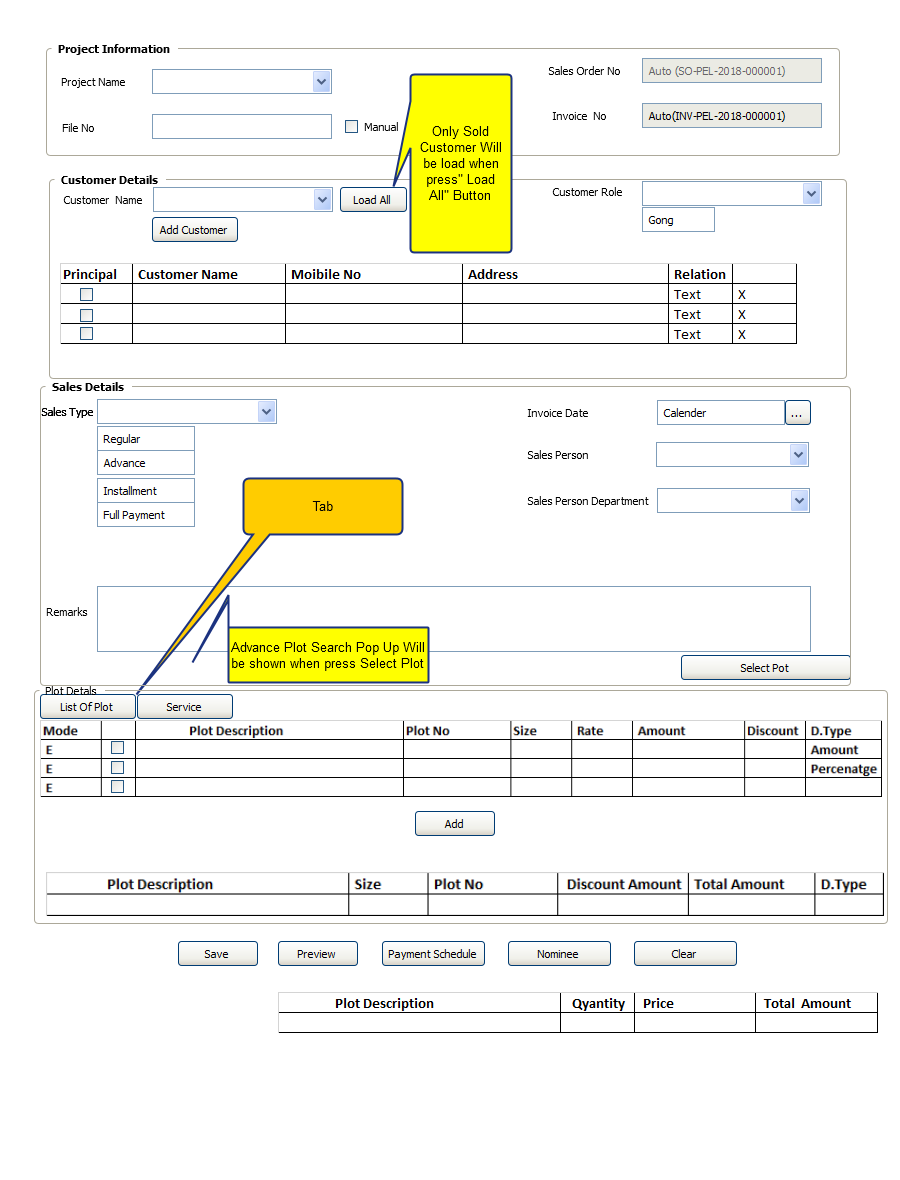 Project Information
Project Name
Sales Order No Auto (SO-PEL-2018-000001)
File No Manual
Invoice No Auto(INV-PEL-2018-000001)
Only Sold
Customer Will
be load when
press" Load
All" Button
Customer Details
Customer Name Load All
Customer Role
Gong
Add Customer
Principal Customer Name Moibile No Address Relation
Text X
Text X
Text X
Sales Details
Sales Type
Regular
Advance
Installment
Full Payment
Invoice Date Calender ...
Sales Person
Sales Person Department
Tab
Remarks
Advance Plot Search Pop Up Will
be shown when press Select Plot
Select Pot
Plot Detals
List Of Plot Service
Mode Plot Description Plot No Size Rate Amount Discount D.Type
E Amount
E Percenatge
E
Add
Plot Description Size Plot No Discount Amount Total Amount D.Type
Save Preview Payment Schedule Nominee Clear
Plot Description Qyantity Price Total Amount